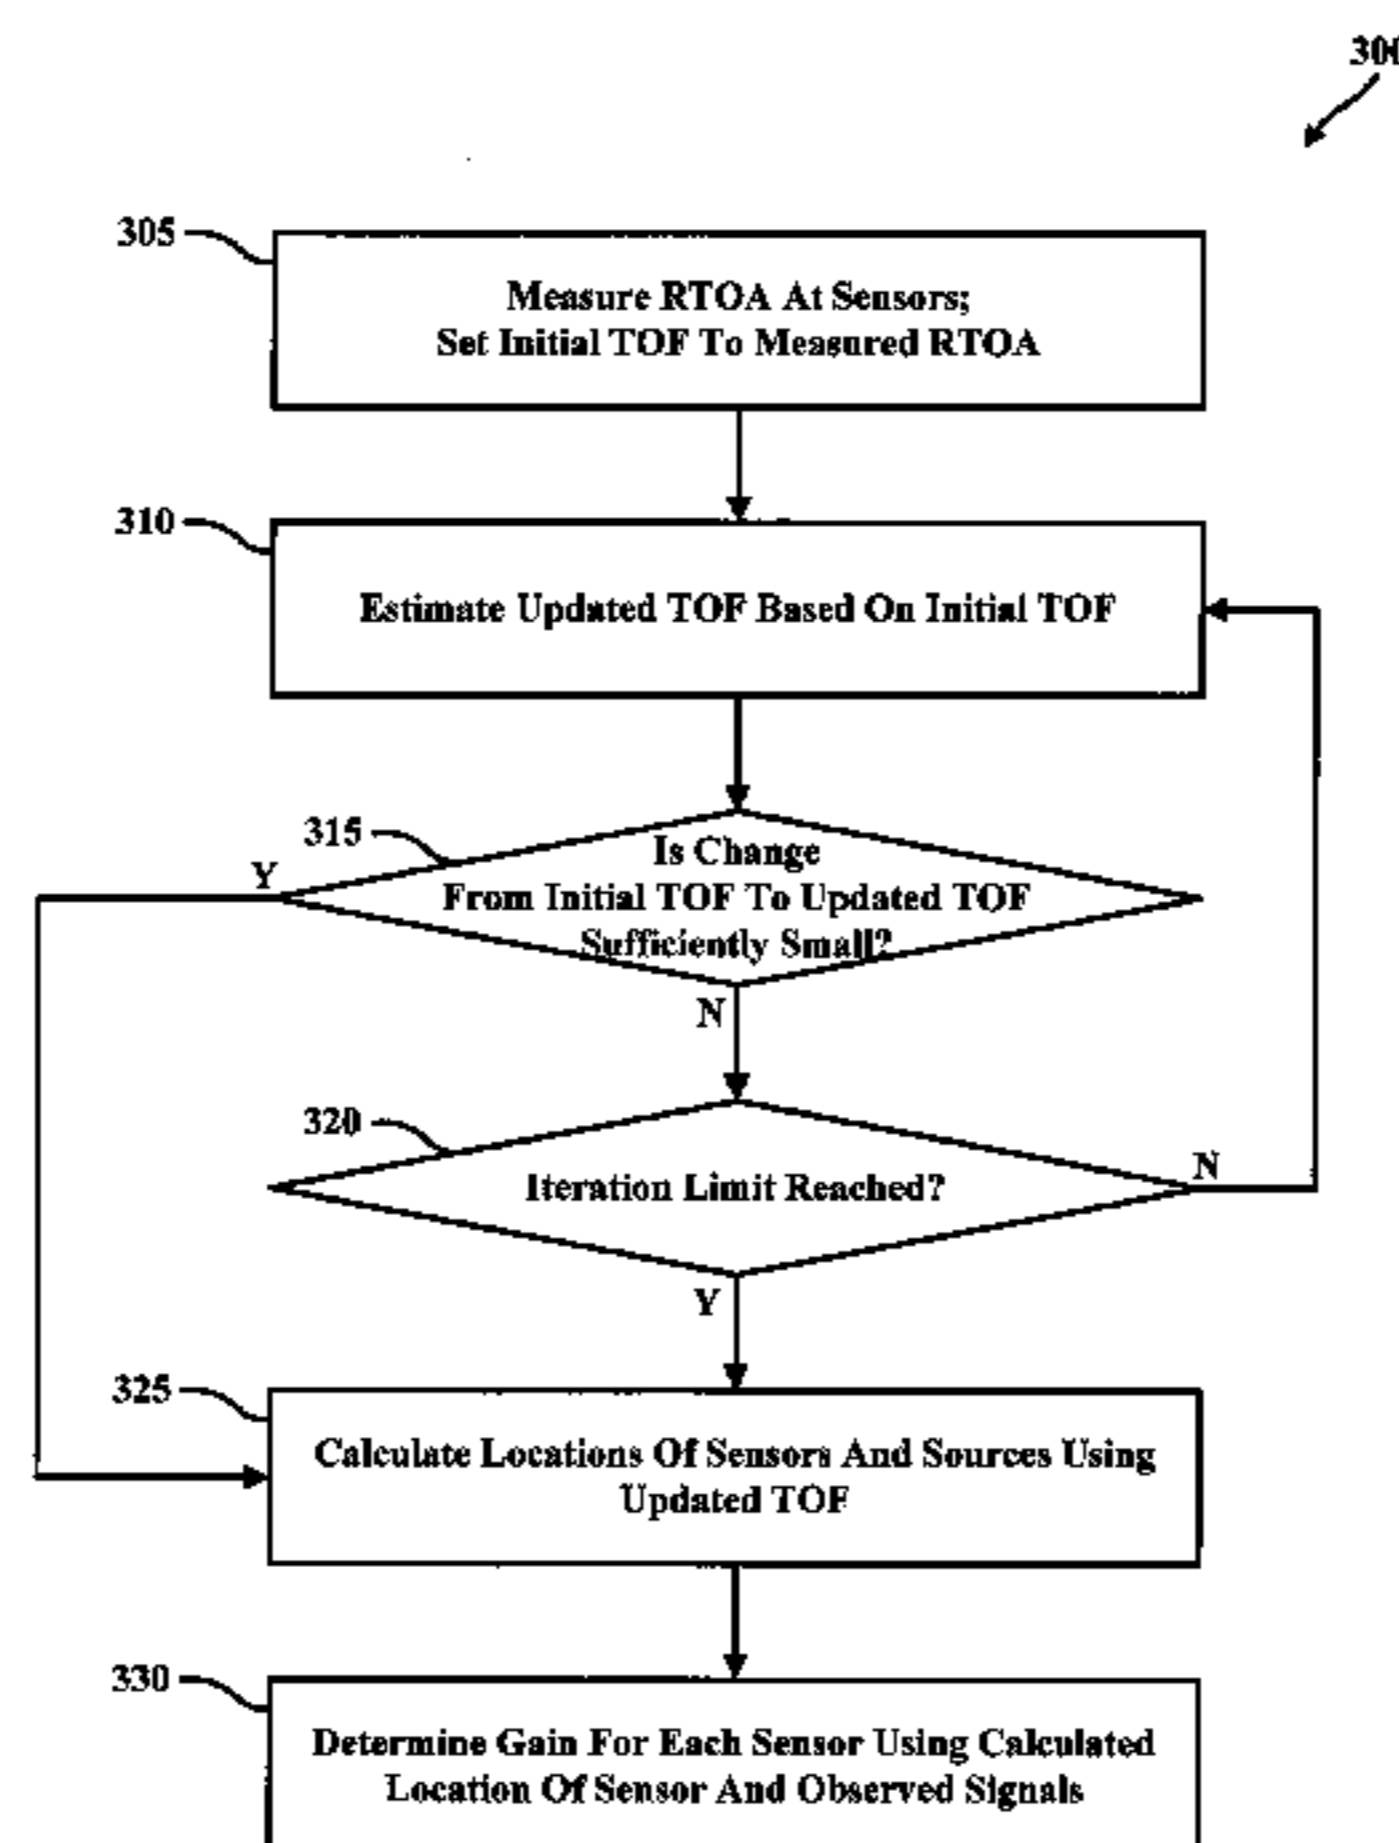 300
305
Measure RTOA At Sensors;
Set Initial TOF To Measured RTOA
310
Estimate Updated TOF Based On Initial TOF
315
Is Change
From Initial TOF To Updated TOF
Sufficiently Small?
Y
N
320
Iteration Limit Reached?
N
Y
325
Calculate Locations Of Sensors And Sources Using
Updated TOF
330
Determine Gain For Each Sensor Using Calculated
Location Of Sensor And Observed Signals